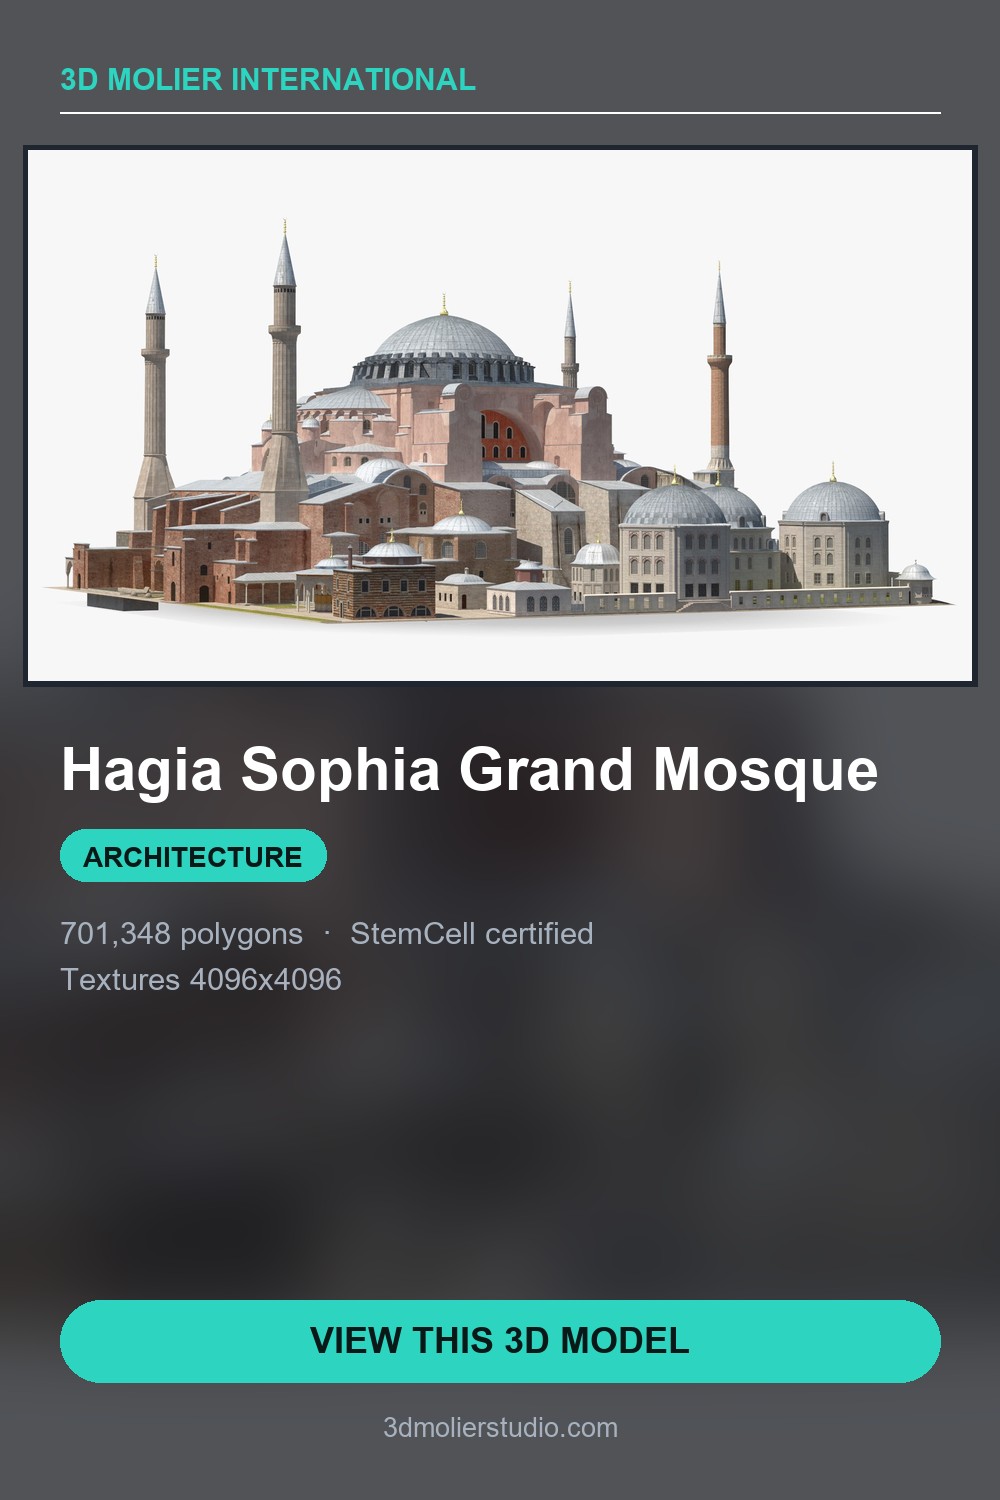 3D MOLIER INTERNATIONAL
Hagia Sophia Grand Mosque
ARCHITECTURE
701,348 polygons · StemCell certified
Textures 4096x4096
VIEW THIS 3D MODEL
3dmolierstudio.com